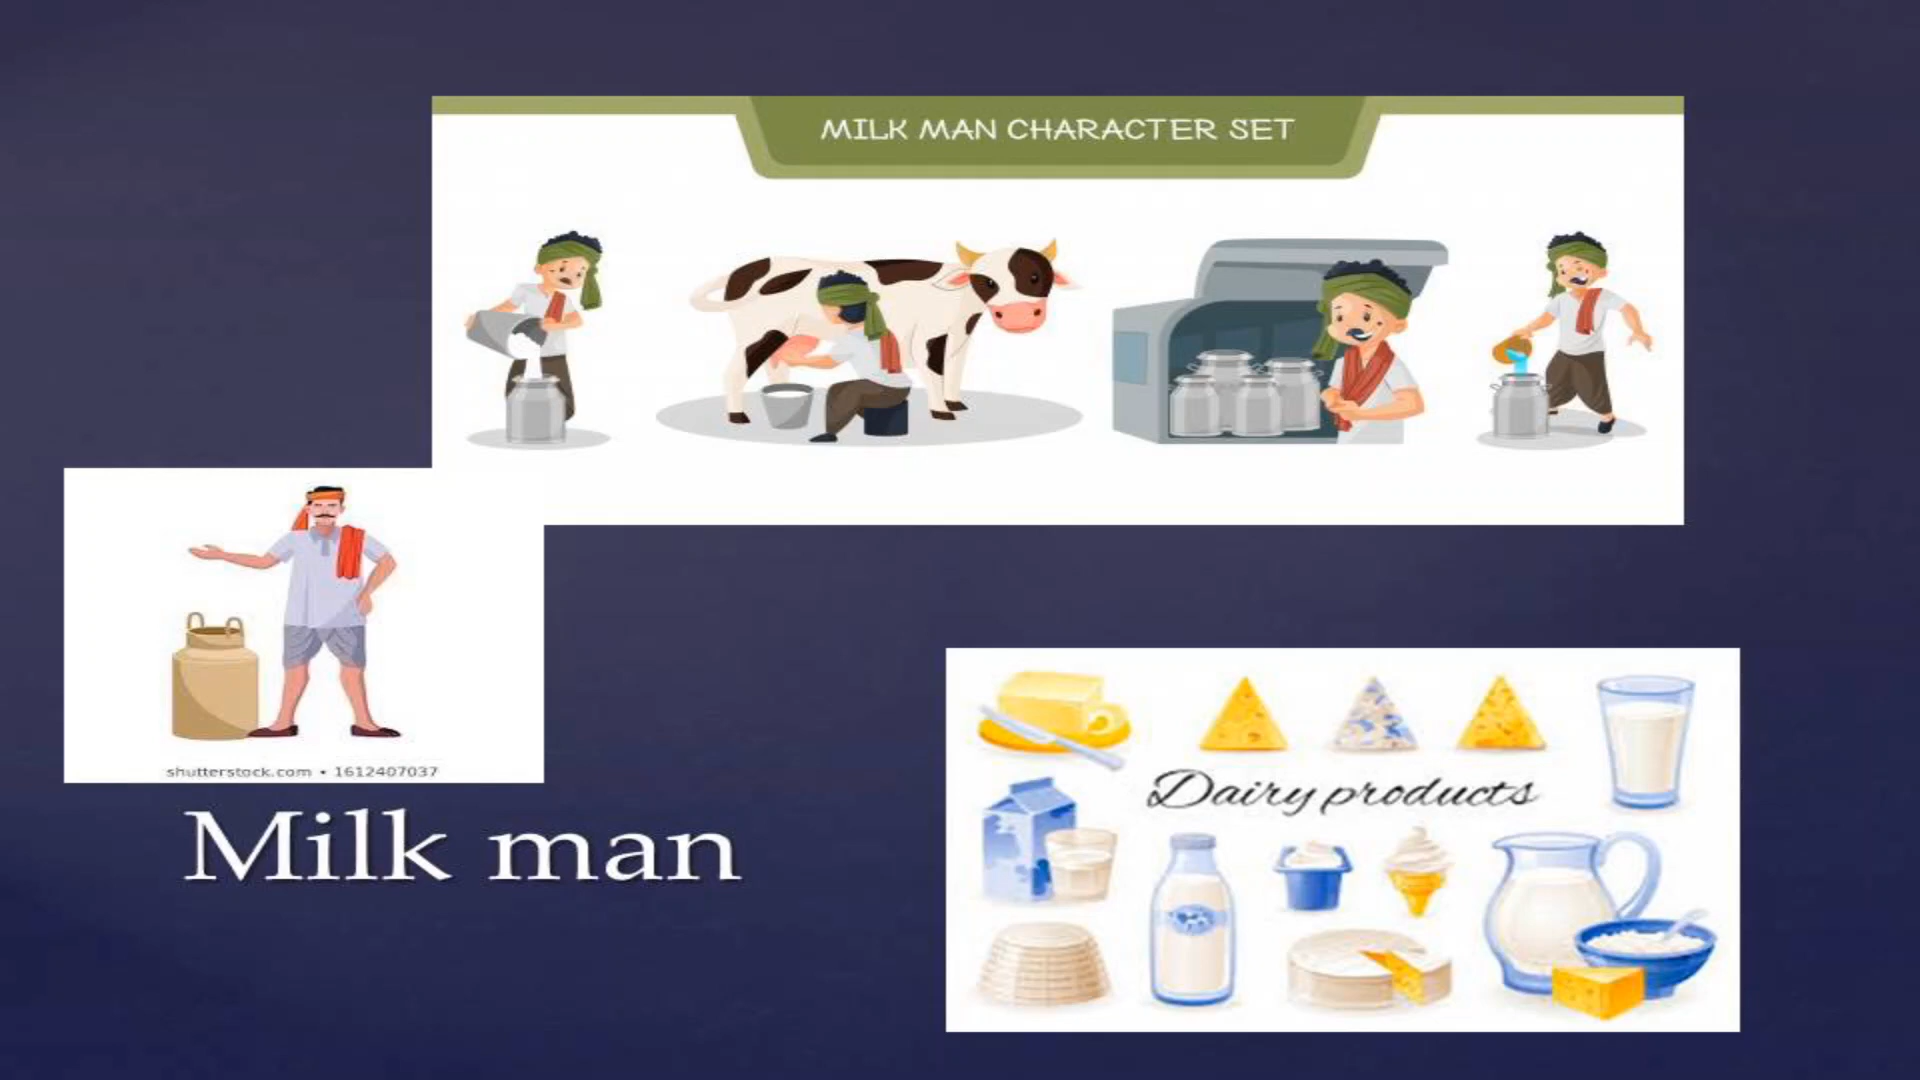 MILK MAN CHARACTER SET
shutterstock.com • 1612407037
Milk man
Dairy products